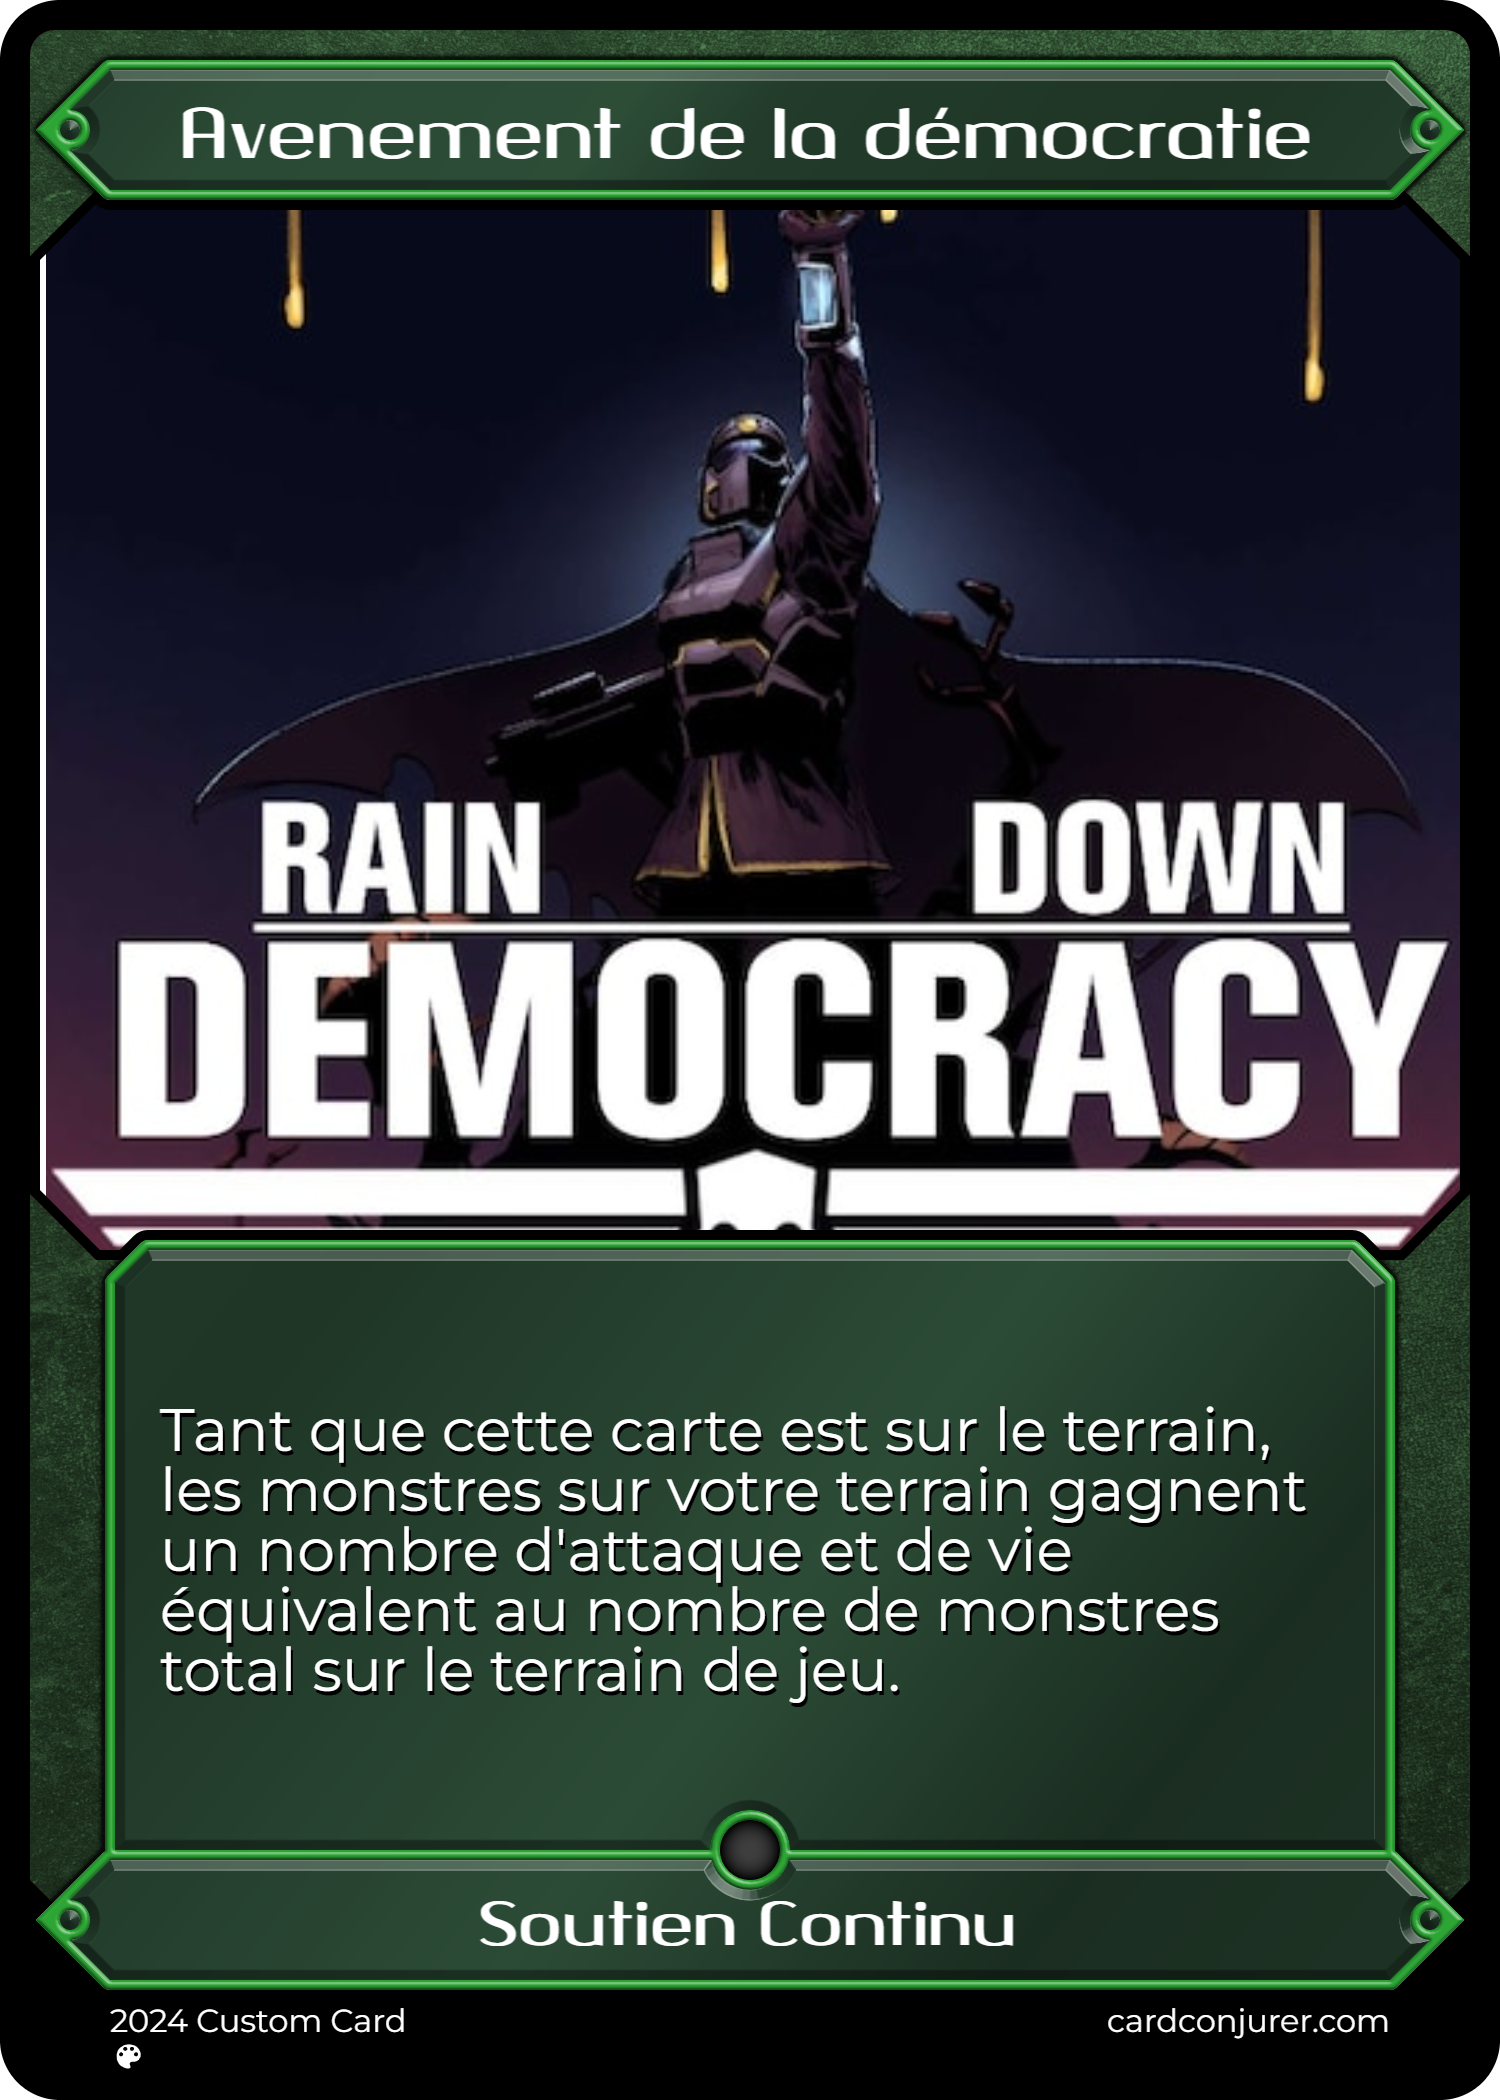 Avenement de la démocratie
RAIN DOWN
DEMOCRACY
Tant que cette carte est sur le terrain,
les monstres sur votre terrain gagnent
un nombre d'attaque et de vie
équivalent au nombre de monstres
total sur le terrain de jeu.
Soutien Continu
2024 Custom Card
cardconjurer.com